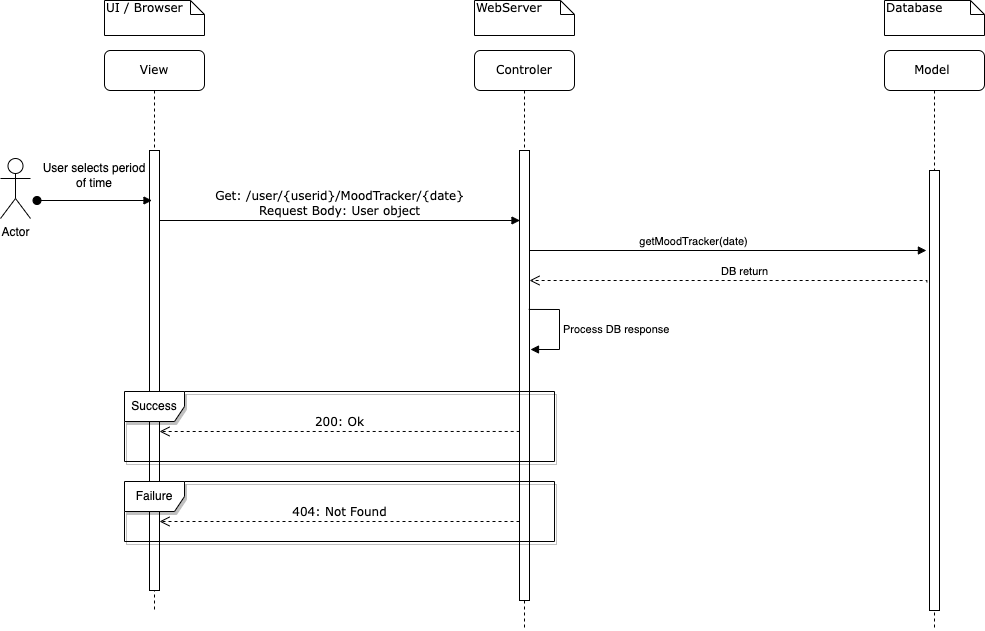 UI / Browser
WebServer
Database
View
Controler
Model
User selects period
of time
Actor
Get: /user/{userid}/MoodTracker/{date}
Request Body: User object
getMoodTracker(date)
DB return
Process DB response
Success
200: Ok
Failure
404: Not Found